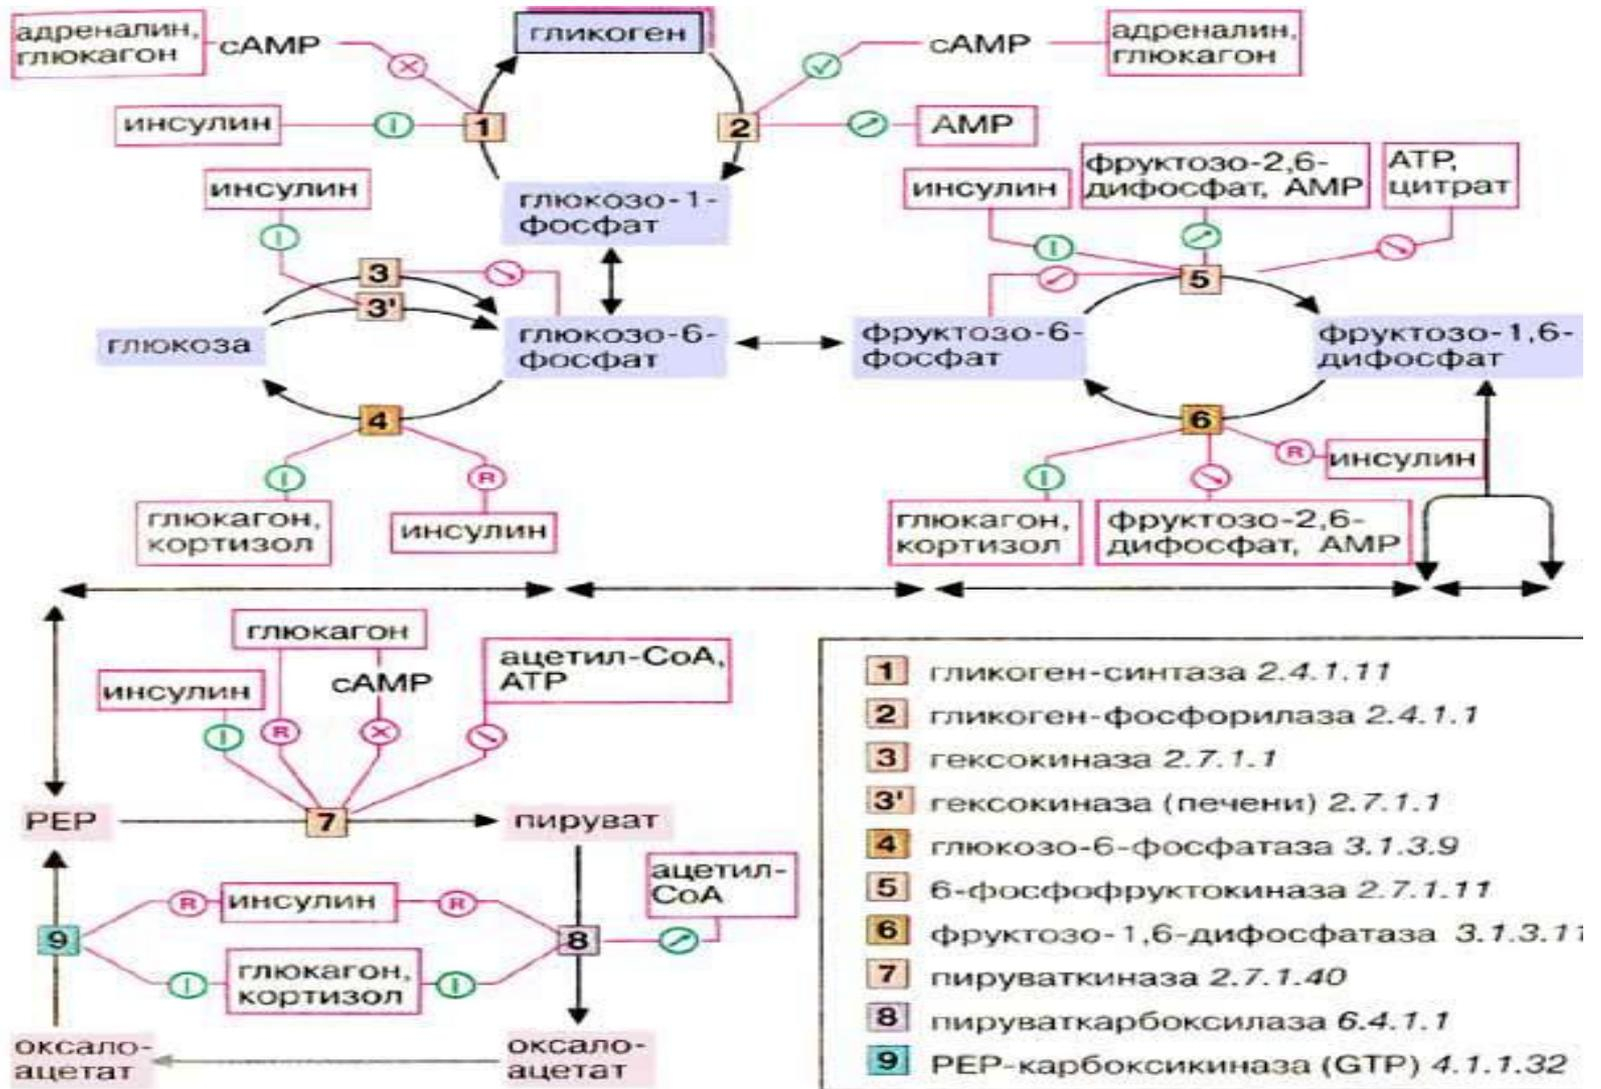 адреналин,
глюкагон
cAMP
гликоген
cAMP
адреналин,
глюкагон
инсулин
1
2
AMP
инсулин
глюкозо-1-
фосфат
инсулин
фруктозо-2,6-
дифосфат, AMP
ATP,
цитрат
3
3'
5
глюкоза
глюкозо-6-
фосфат
фруктозо-6-
фосфат
фруктозо-1,6-
дифосфат
4
6
R
R
инсулин
глюкагон,
кортизол
инсулин
глюкагон,
кортизол
фруктозо-2,6-
дифосфат, AMP
глюкагон
инсулин
cAMP
ацетил-CoA,
ATP
R
PEP
7
пируват
ацетил-
CoA
R
инсулин
R
9
8
глюкагон,
кортизол
оксало-
ацетат
оксало-
ацетат
1 гликоген-синтаза 2.4.1.11
2 гликоген-фосфорилаза 2.4.1.1
3 гексокиназа 2.7.1.1
3' гексокиназа (печени) 2.7.1.1
4 глюкозо-6-фосфатаза 3.1.3.9
5 6-фосфофруктокиназа 2.7.1.11
6 фруктозо-1,6-дифосфатаза 3.1.3.11
7 пируваткиназа 2.7.1.40
8 пируваткарбоксилаза 6.4.1.1
9 PEP-карбоксикиназа (GTP) 4.1.1.32